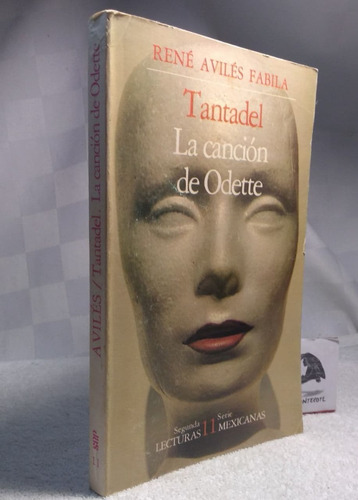 RENÉ AVILÉS FABILA
Tantadel
La canción
de Odette
Segunda 11 Serie
LECTURAS MEXICANAS
AVILÉS / Tantadel. La canción de Odette
11